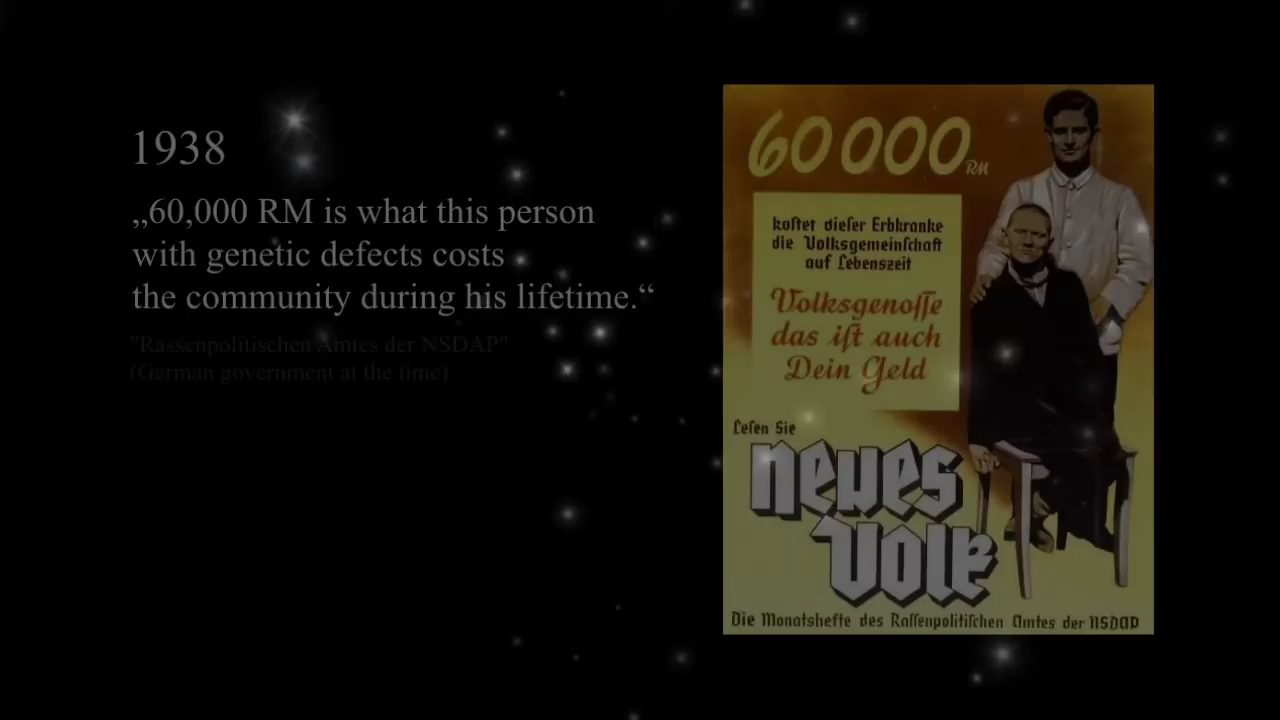 1938
„60,000 RM is what this person
with genetic defects costs
the community during his lifetime.“
"Rassenpolitischen Amtes der NSDAP"
(German government at the time)
60000 RM
kostet dieser Erbkranke
die Volksgemeinschaft
auf Lebenszeit
Volksgenosse
das ist auch
Dein Geld
Lesen Sie
neues
Volk
Die Monatshefte des Rassenpolitischen Amtes der NSDAP